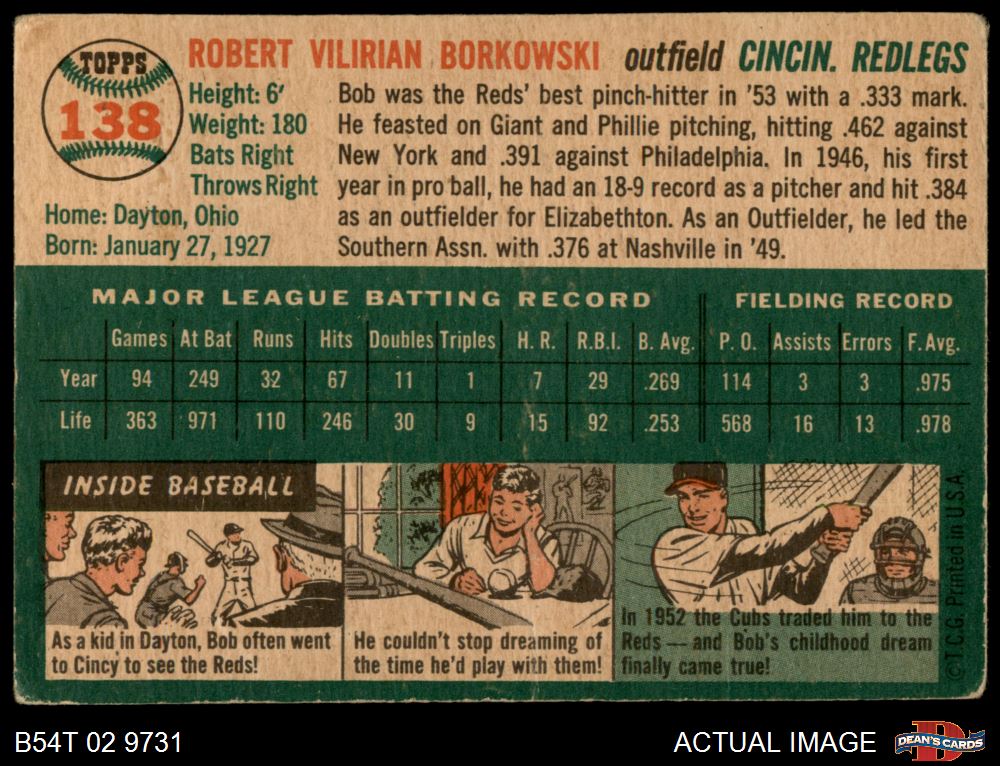 TOPPS
138
ROBERT VILIRIAN BORKOWSKI outfield CINCIN. REDLEGS
Height: 6'
Weight: 180
Bats Right
Throws Right
Home: Dayton, Ohio
Born: January 27, 1927
Bob was the Reds' best pinch-hitter in '53 with a .333 mark.
He feasted on Giant and Phillie pitching, hitting .462 against
New York and .391 against Philadelphia. In 1946, his first
year in pro ball, he had an 18-9 record as a pitcher and hit .384
as an outfielder for Elizabethton. As an Outfielder, he led the
Southern Assn. with .376 at Nashville in '49.
MAJOR LEAGUE BATTING RECORD FIELDING RECORD
Games At Bat Runs Hits Doubles Triples H. R. R.B.I. B. Avg. P. O. Assists Errors F. Avg.
Year 94 249 32 67 11 1 7 29 .269 114 3 3 .975
Life 363 971 110 246 30 9 15 92 .253 568 16 13 .978
INSIDE BASEBALL
As a kid in Dayton, Bob often went
to Cincy to see the Reds!
He couldn't stop dreaming of
the time he'd play with them!
In 1952 the Cubs traded him to the
Reds — and Bob's childhood dream
finally came true!
© T.C.G. Printed in U.S.A.
B54T 02 9731
ACTUAL IMAGE
D
DEAN'S CARDS